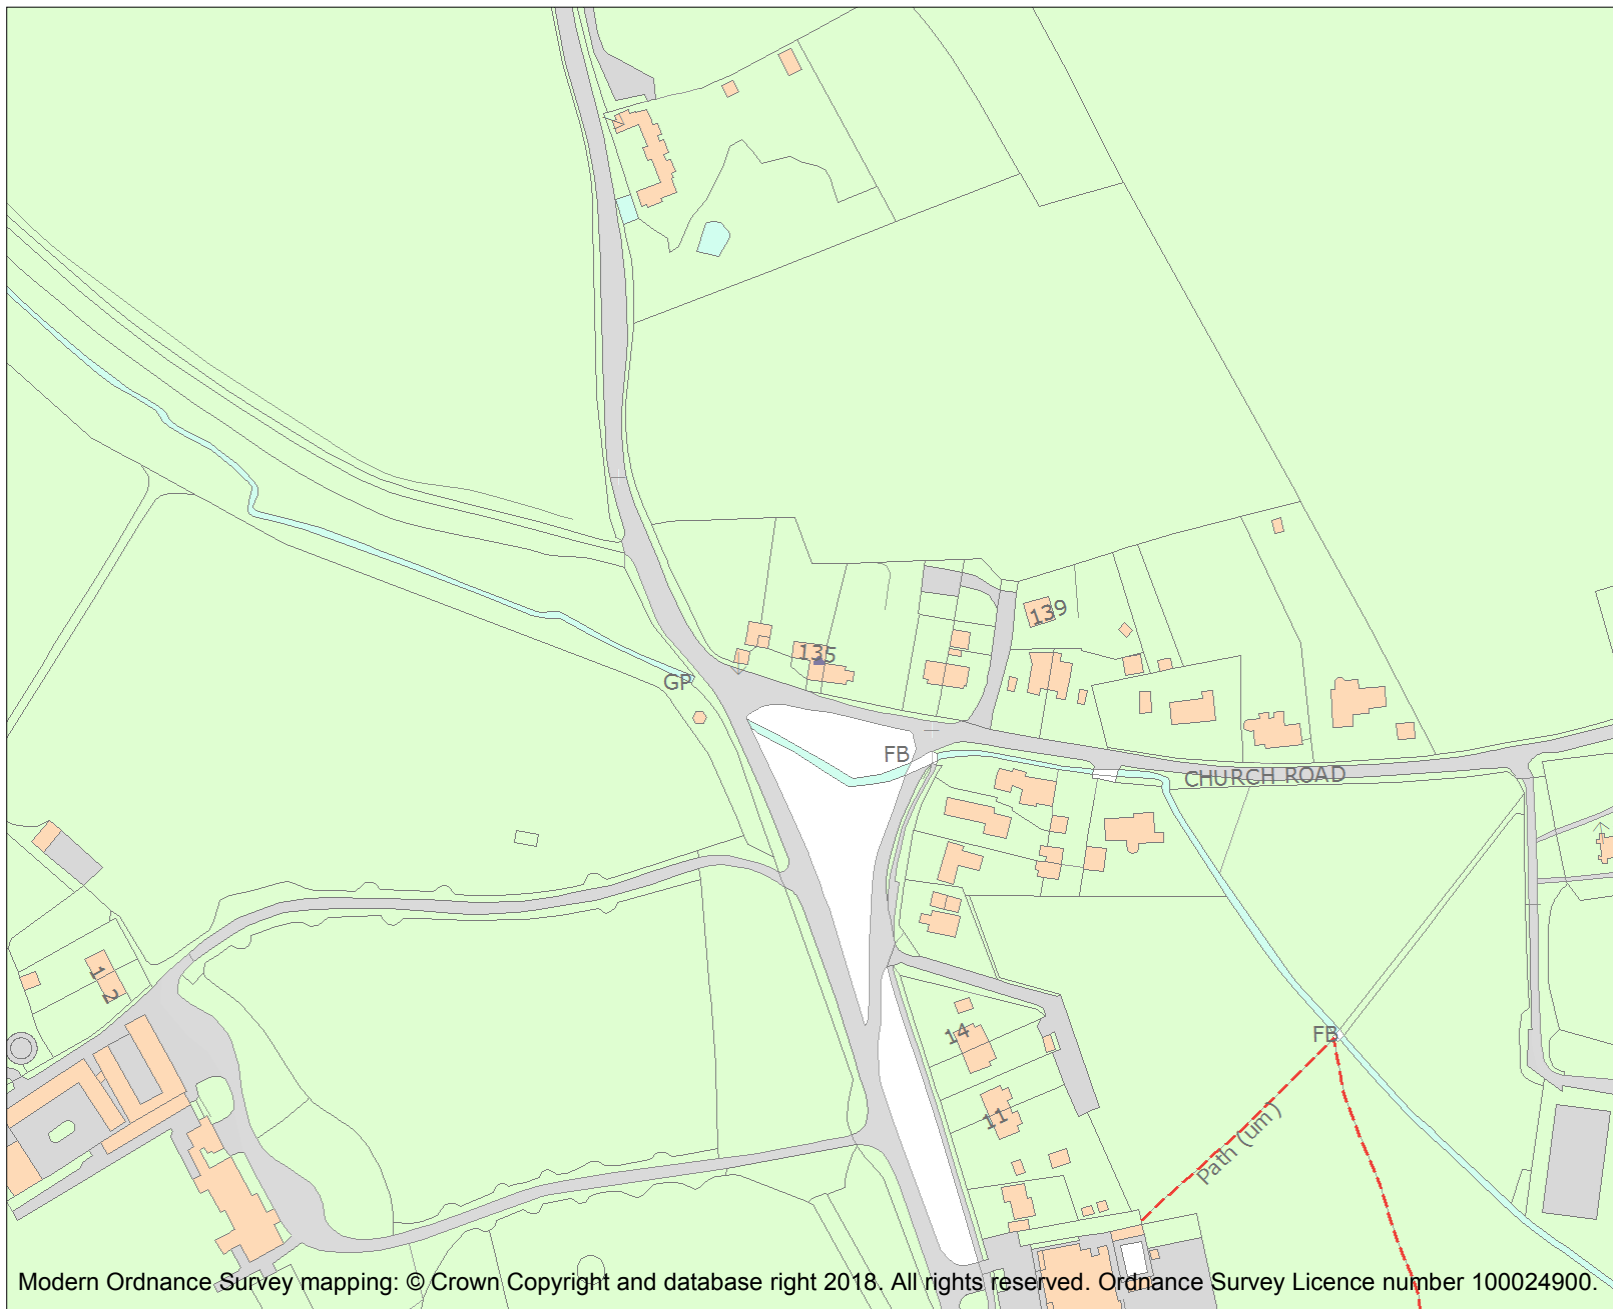 139
135
GP
FB
CHURCH ROAD
1
2
14
FB
11
Path (um)
Modern Ordnance Survey mapping: © Crown Copyright and database right 2018. All rights reserved. Ordnance Survey Licence number 100024900.